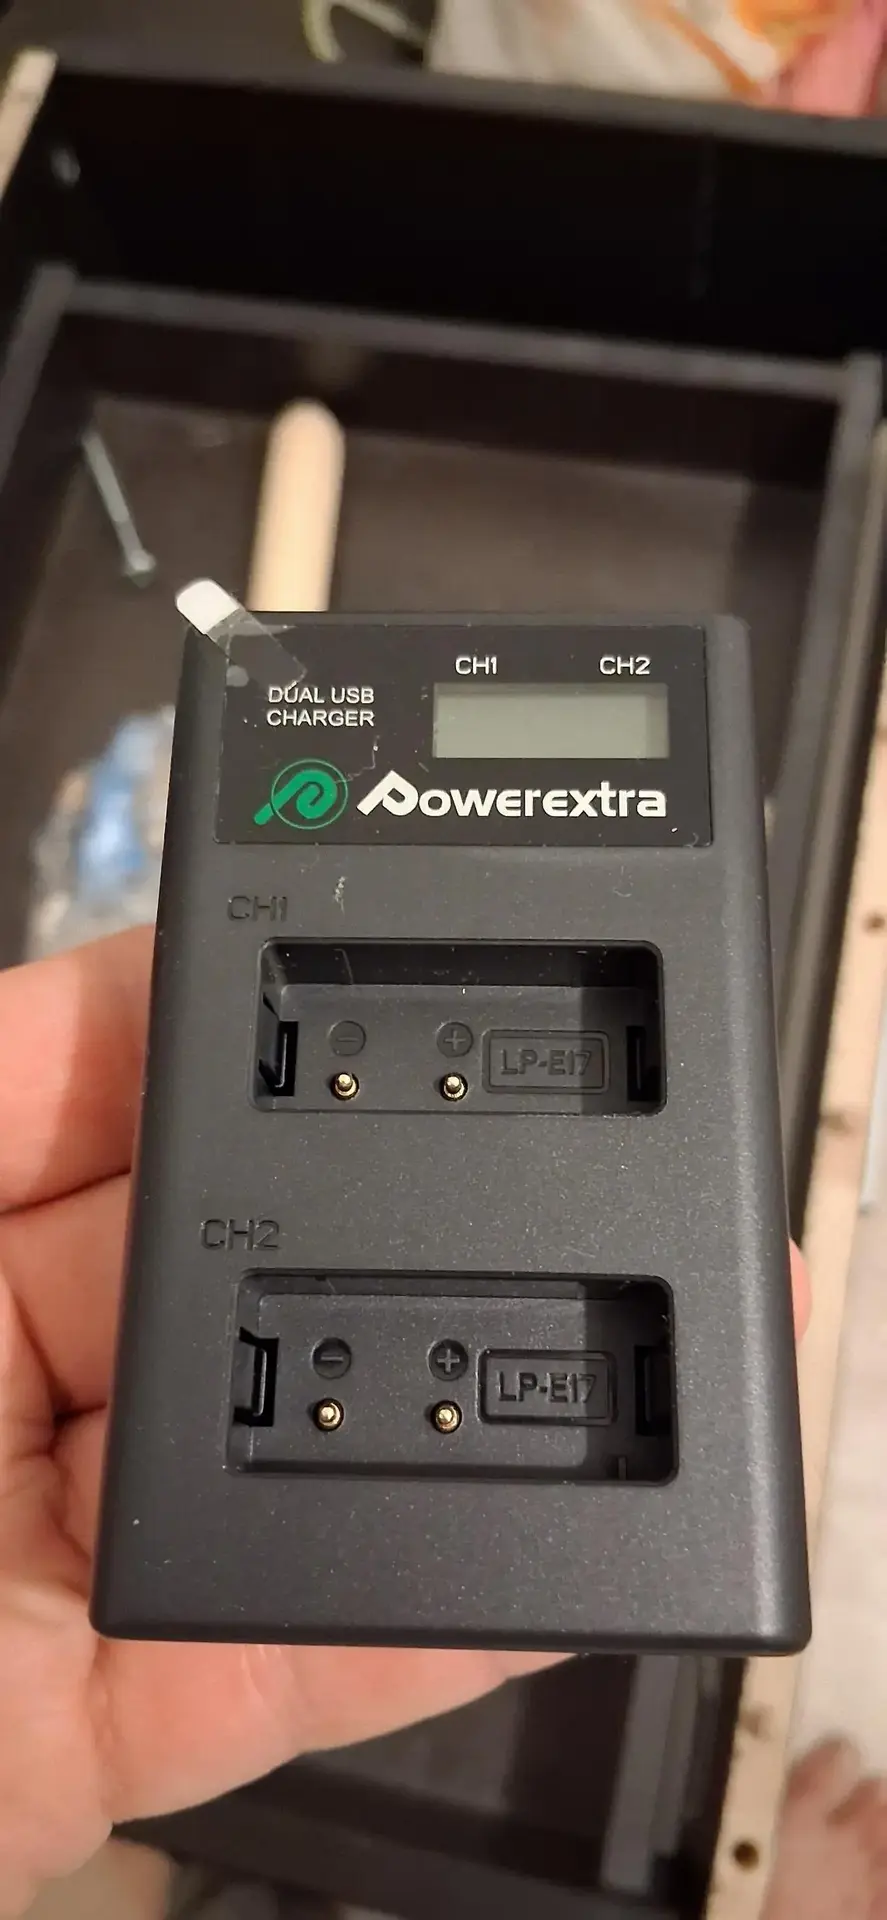 CH1 CH2
DUAL USB
CHARGER
Powerextra
CH1
− +
LP-E17
CH2
− +
LP-E17